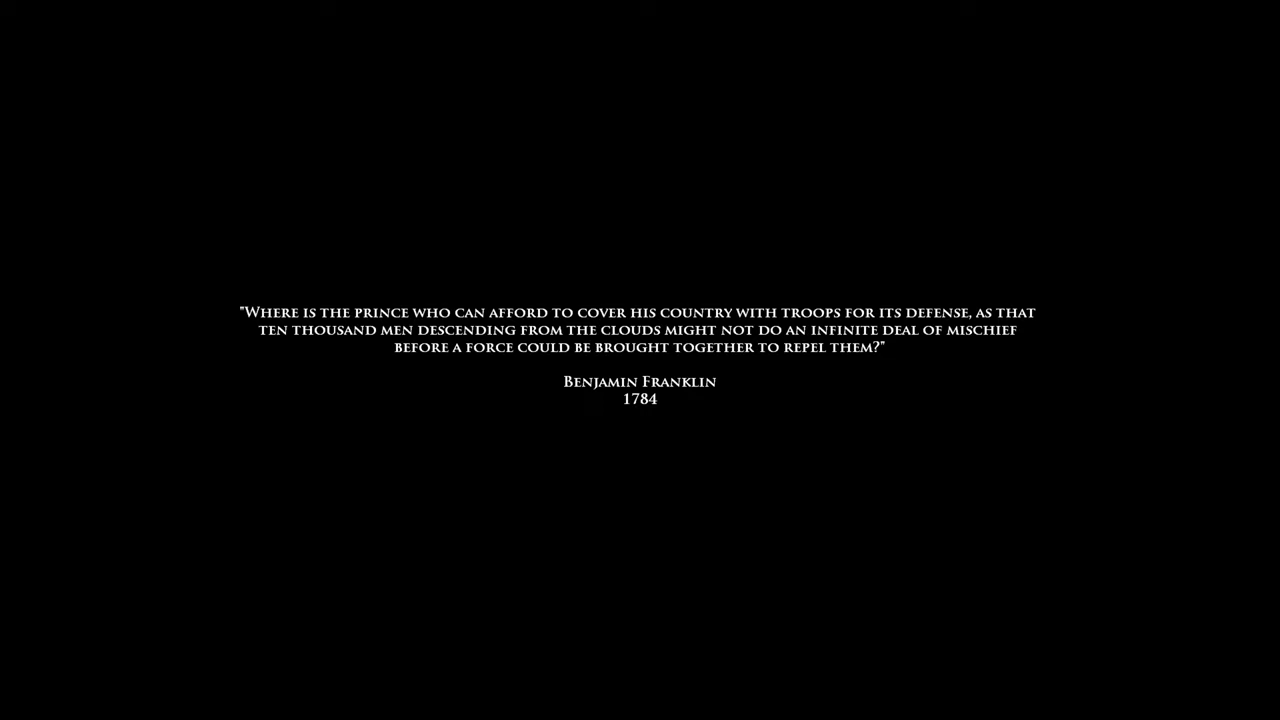 "Where is the prince who can afford to cover his country with troops for its defense, as that
ten thousand men descending from the clouds might not do an infinite deal of mischief
before a force could be brought together to repel them?"
Benjamin Franklin
1784